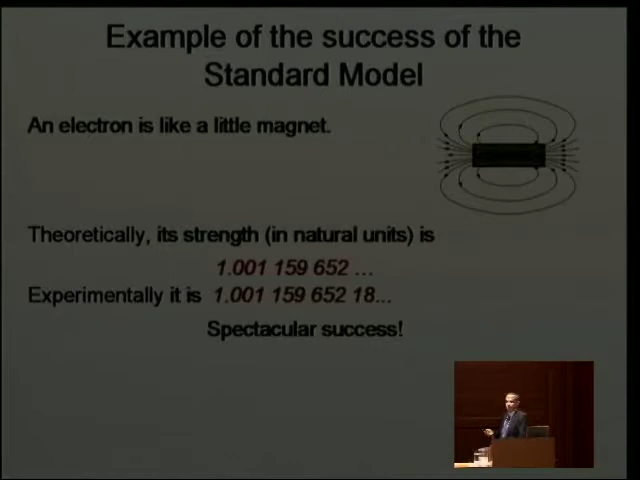 Example of the success of the
Standard Model
An electron is like a little magnet.
Theoretically, its strength (in natural units) is
1.001 159 652 ...
Experimentally it is 1.001 159 652 18...
Spectacular success!